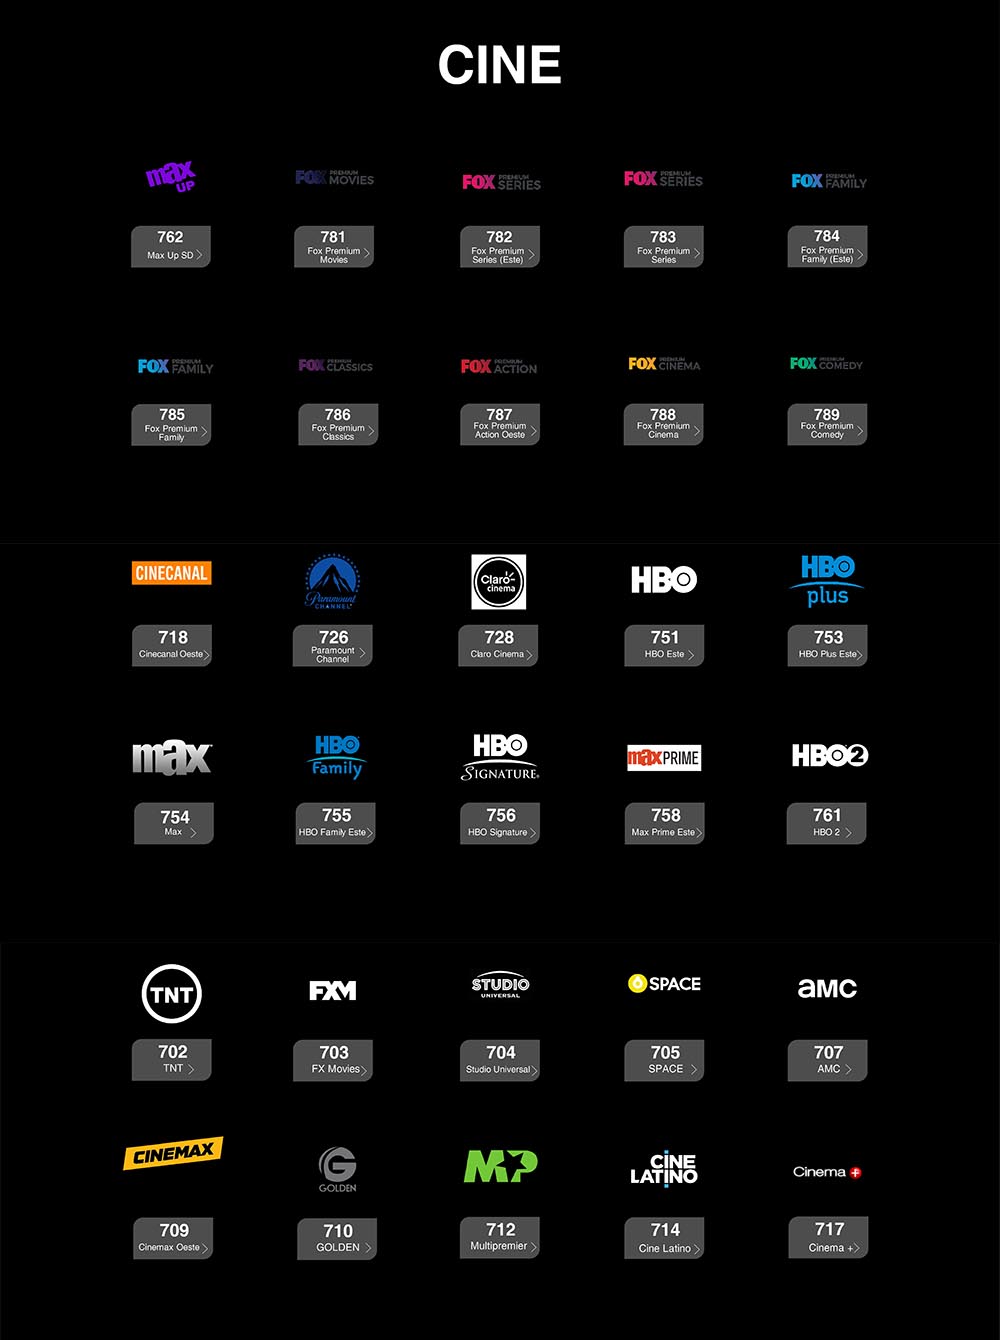 CINE
max
UP
FOX PREMIUM
MOVIES
FOX PREMIUM
SERIES
FOX PREMIUM
SERIES
FOX PREMIUM
FAMILY
762
Max Up SD
781
Fox Premium
Movies
782
Fox Premium
Series (Este)
783
Fox Premium
Series
784
Fox Premium
Family (Este)
FOX PREMIUM
FAMILY
FOX PREMIUM
CLASSICS
FOX PREMIUM
ACTION
FOX PREMIUM
CINEMA
FOX PREMIUM
COMEDY
785
Fox Premium
Family
786
Fox Premium
Classics
787
Fox Premium
Action Oeste
788
Fox Premium
Cinema
789
Fox Premium
Comedy
CINECANAL
Paramount
CHANNEL
Claro
cinema
HBO
HBO
plus
718
Cinecanal Oeste
726
Paramount
Channel
728
Claro Cinema
751
HBO Este
753
HBO Plus Este
max
HBO
Family
HBO
SIGNATURE
maxPRIME
HBO2
754
Max
755
HBO Family Este
756
HBO Signature
758
Max Prime Este
761
HBO 2
TNT
FXM
STUDIO
UNIVERSAL
SPACE
aMC
702
TNT
703
FX Movies
704
Studio Universal
705
SPACE
707
AMC
CINEMAX
G
GOLDEN
MP
CINE
LATINO
Cinema +
709
Cinemax Oeste
710
GOLDEN
712
Multipremier
714
Cine Latino
717
Cinema +